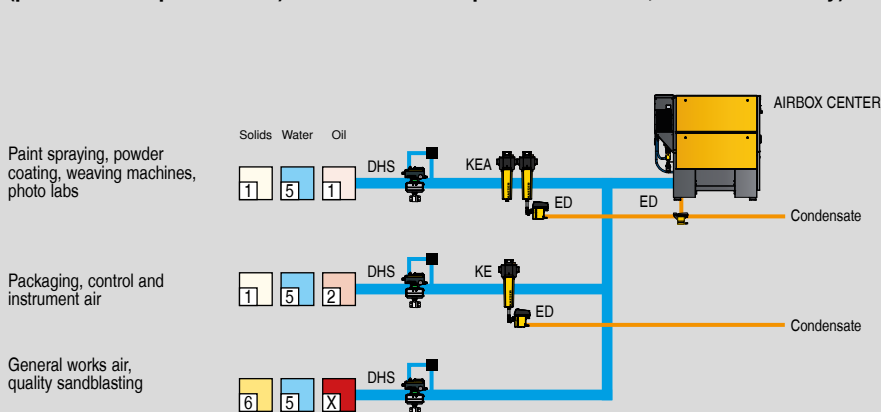 AIRBOX CENTER
Solids Water Oil
Paint spraying, powder
coating, weaving machines,
photo labs
1 5 1
DHS
KEA
ED
ED
Condensate
Packaging, control and
instrument air
1 5 2
DHS
KE
ED
Condensate
General works air,
quality sandblasting
6 5 X
DHS